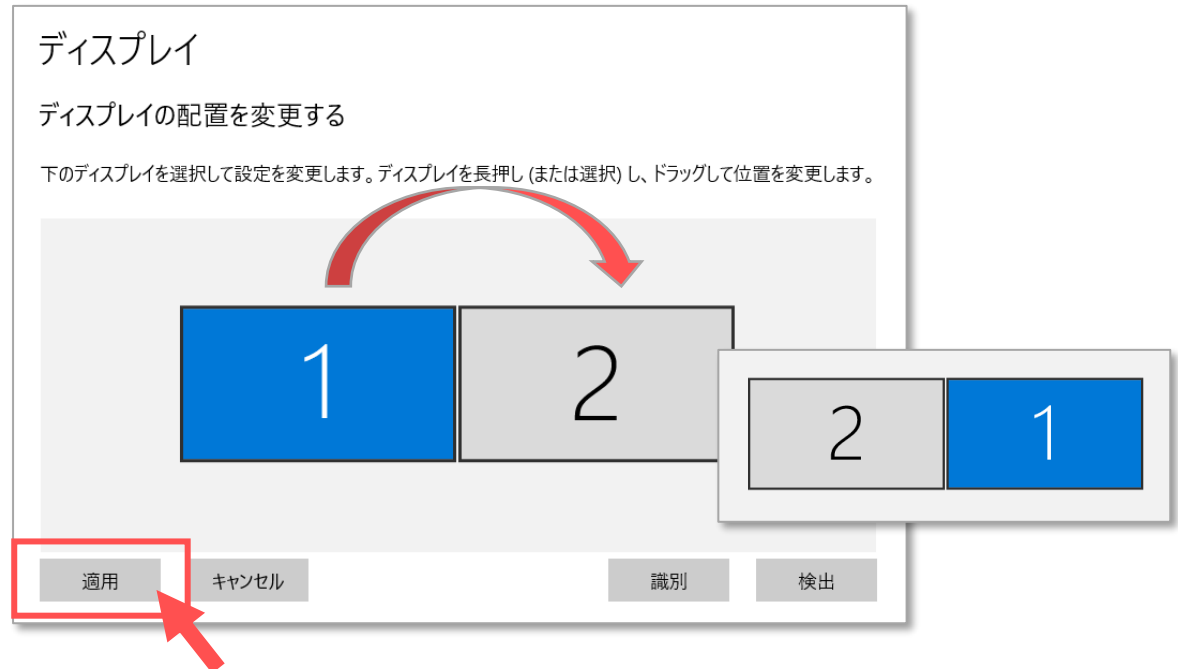 ディスプレイ
ディスプレイの配置を変更する
下のディスプレイを選択して設定を変更します。ディスプレイを長押し (または選択) し、ドラッグして位置を変更します。
1 2
2 1
適用 キャンセル 識別 検出